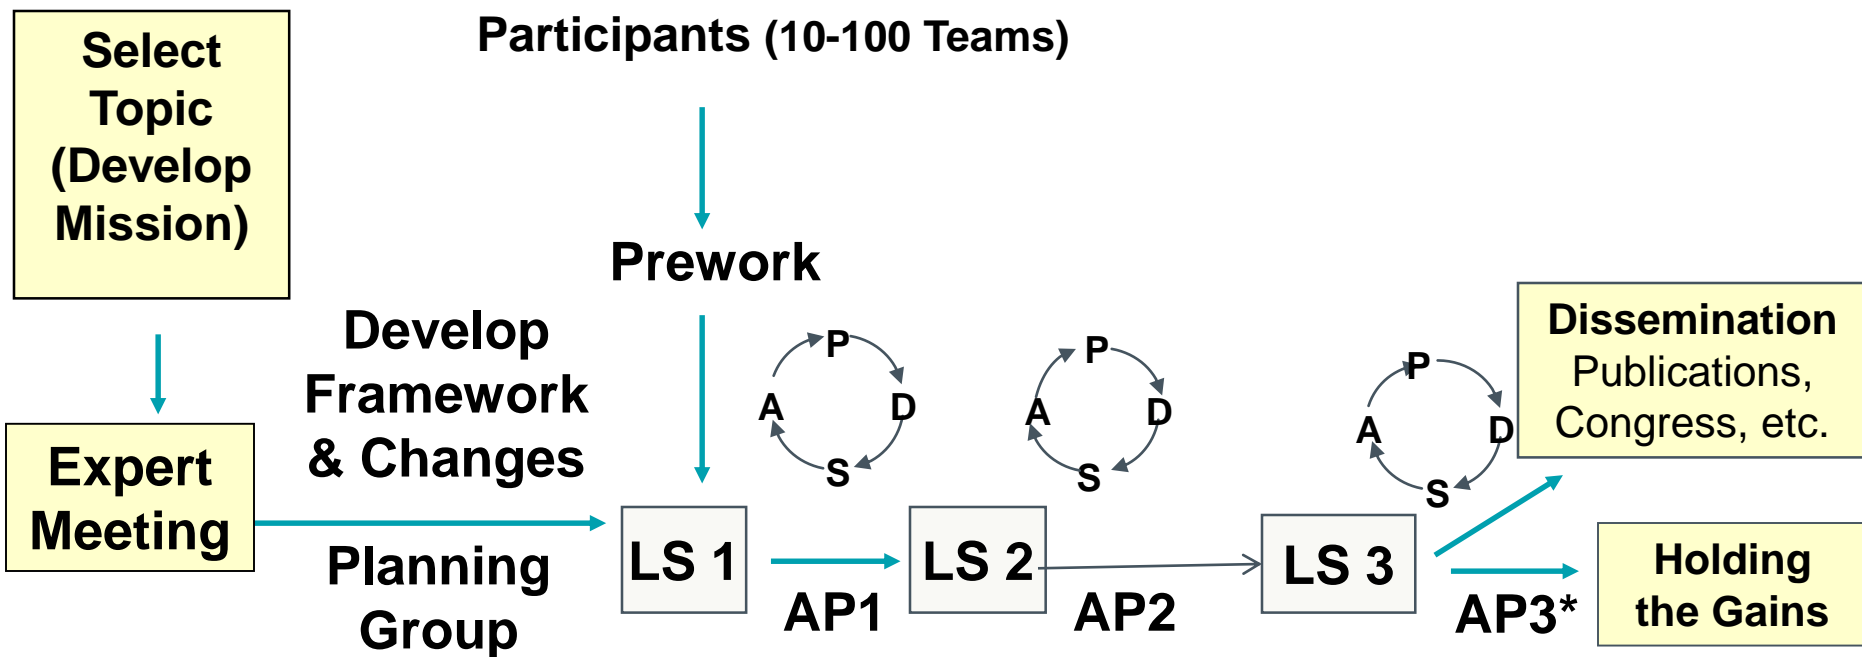 Select
Topic
(Develop
Mission)
Participants (10-100 Teams)
Prework
Expert
Meeting
Develop
Framework
& Changes
Planning
Group
LS 1
P
D
S
A
AP1
LS 2
P
D
S
A
AP2
LS 3
P
D
S
A
AP3*
Dissemination
Publications,
Congress, etc.
Holding
the Gains